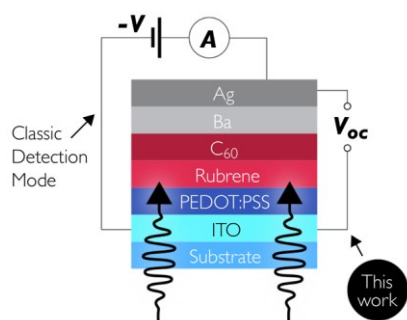 -V
A
Ag
Ba
C₆₀
Rubrene
PEDOT:PSS
ITO
Substrate
Classic
Detection
Mode
Voc
This
work